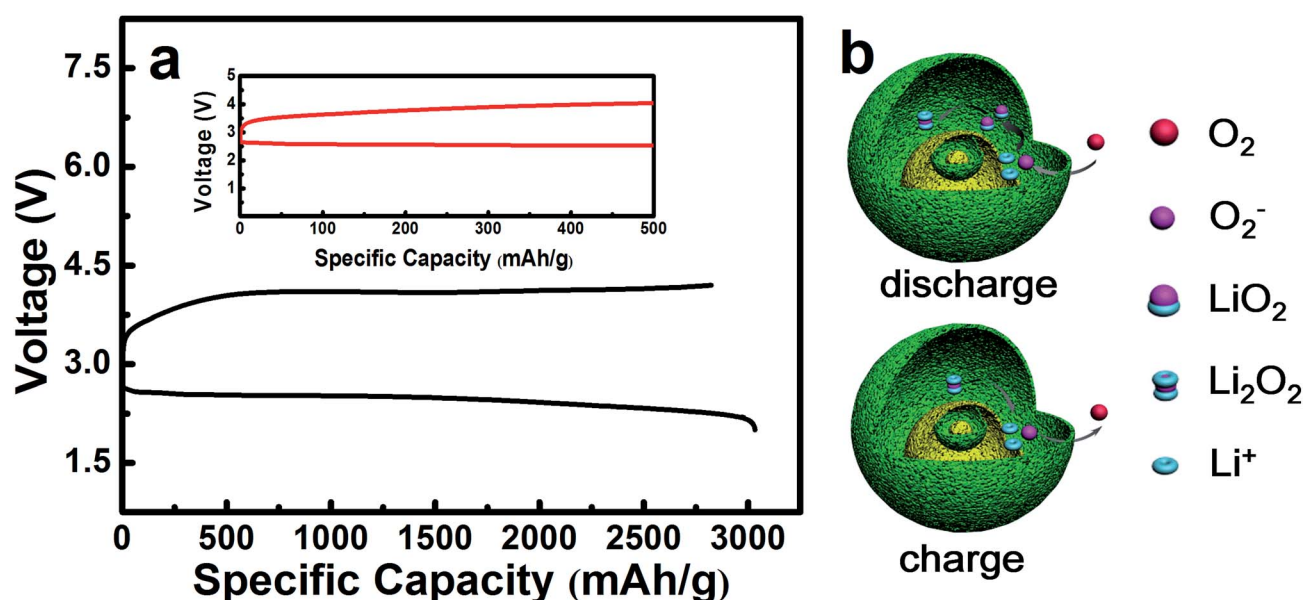 a
b
Voltage (V)
7.5
6.0
4.5
3.0
1.5
0
500
1000
1500
2000
2500
3000
Specific Capacity (mAh/g)
Voltage (V)
5
4
3
2
1
0
100
200
300
400
500
Specific Capacity (mAh/g)
discharge
charge
O₂
O₂⁻
LiO₂
Li₂O₂
Li⁺